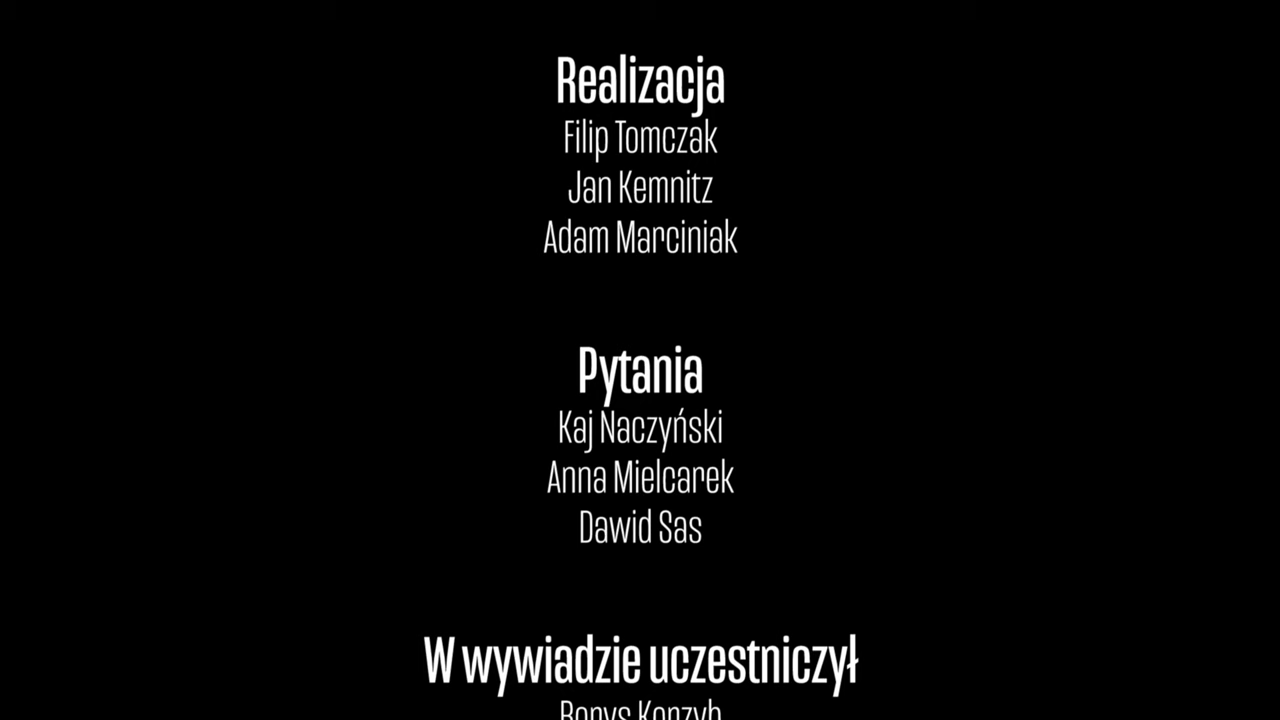 Realizacja
Filip Tomczak
Jan Kemnitz
Adam Marciniak
Pytania
Kaj Naczyński
Anna Mielcarek
Dawid Sas
W wywiadzie uczestniczył